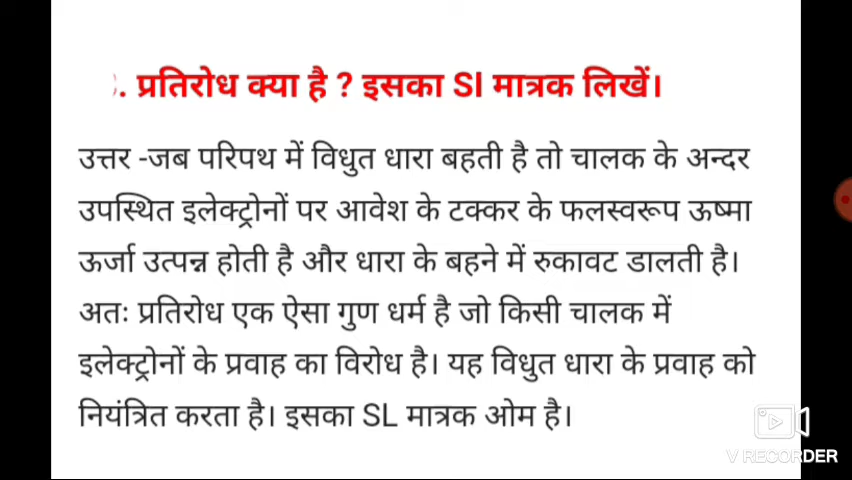 . प्रतिरोध क्या है ? इसका SI मात्रक लिखें।
उत्तर -जब परिपथ में विधुत धारा बहती है तो चालक के अन्दर
उपस्थित इलेक्ट्रोनों पर आवेश के टक्कर के फलस्वरूप ऊष्मा
ऊर्जा उत्पन्न होती है और धारा के बहने में रुकावट डालती है।
अतः प्रतिरोध एक ऐसा गुण धर्म है जो किसी चालक में
इलेक्ट्रोनों के प्रवाह का विरोध है। यह विधुत धारा के प्रवाह को
नियंत्रित करता है। इसका SL मात्रक ओम है।
V RECORDER